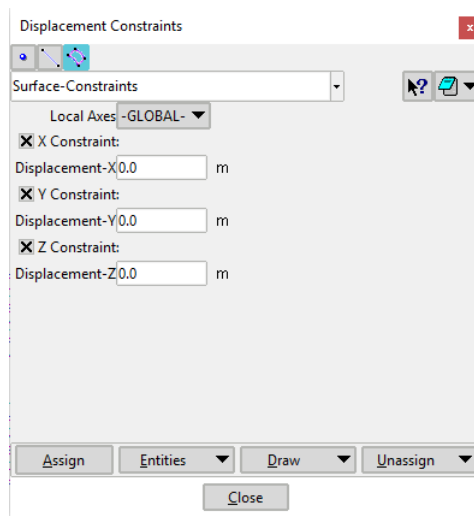 Displacement Constraints
x
Surface-Constraints
?
Local Axes -GLOBAL-
X Constraint:
Displacement-X 0.0 m
Y Constraint:
Displacement-Y 0.0 m
Z Constraint:
Displacement-Z 0.0 m
Assign Entities Draw Unassign
Close